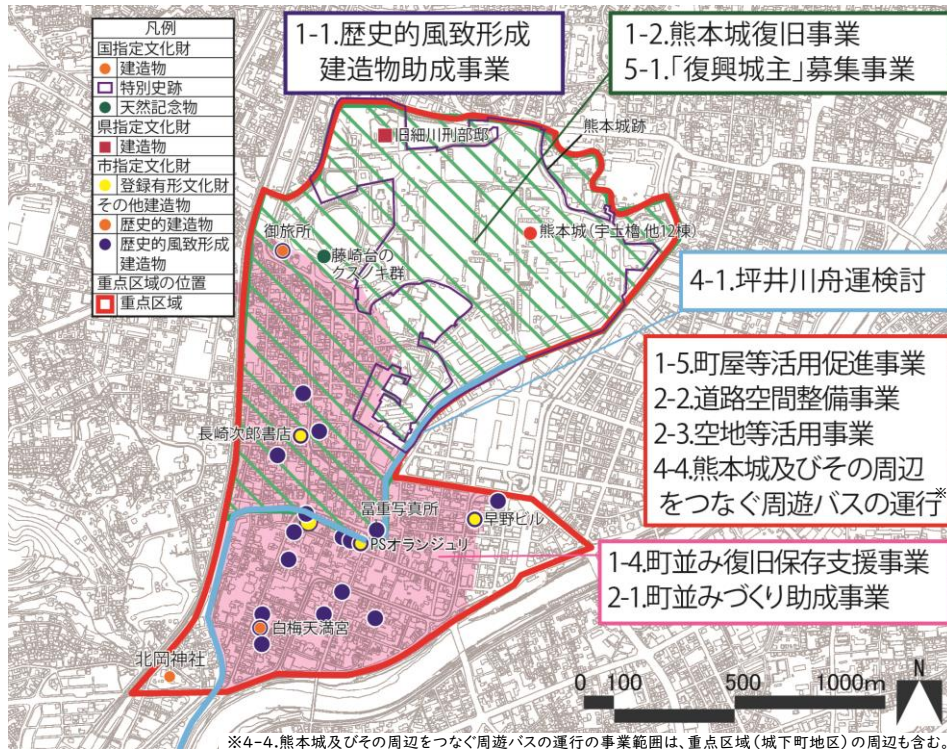 凡例
国指定文化財
建造物
特別史跡
天然記念物
県指定文化財
建造物
市指定文化財
登録有形文化財
その他建造物
歴史的建造物
歴史的風致形成
建造物
重点区域の位置
重点区域
1-1.歴史的風致形成
建造物助成事業
1-2.熊本城復旧事業
5-1.「復興城主」募集事業
旧細川刑部邸
熊本城跡
熊本城(宇土櫓他12棟)
御旅所
藤崎台の
クスノキ群
4-1.坪井川舟運検討
1-5.町屋等活用促進事業
2-2.道路空間整備事業
2-3.空地等活用事業
4-4.熊本城及びその周辺
をつなぐ周遊バスの運行※
長崎次郎書店
冨重写真所
早野ビル
PSオランジュリ
1-4.町並み復旧保存支援事業
2-1.町並みづくり助成事業
白梅天満宮
北岡神社
0 100 500 1000m
N
※4-4.熊本城及びその周辺をつなぐ周遊バスの運行の事業範囲は、重点区域(城下町地区)の周辺も含む